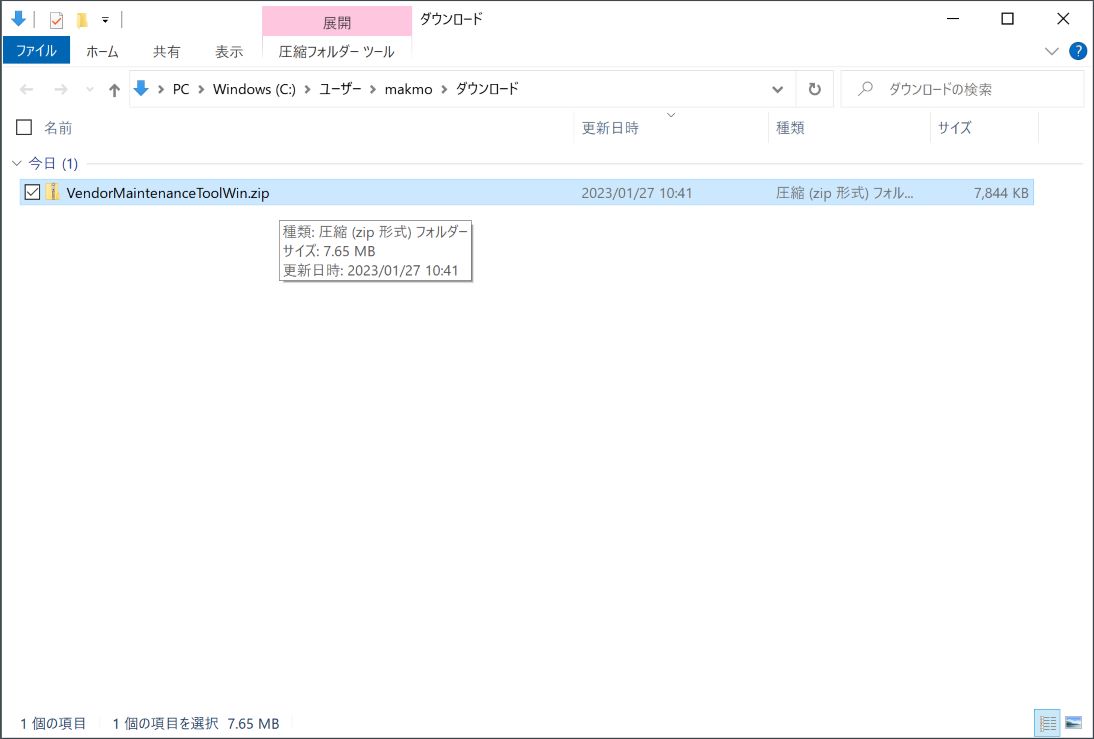 展開
ダウンロード
ファイル
ホーム
共有
表示
圧縮フォルダー ツール
?
PC
Windows (C:)
ユーザー
makmo
ダウンロード
ダウンロードの検索
名前
更新日時
種類
サイズ
今日 (1)
VendorMaintenanceToolWin.zip
2023/01/27 10:41
圧縮 (zip 形式) フォル...
7,844 KB
種類: 圧縮 (zip 形式) フォルダー
サイズ: 7.65 MB
更新日時: 2023/01/27 10:41
1 個の項目
1 個の項目を選択 7.65 MB